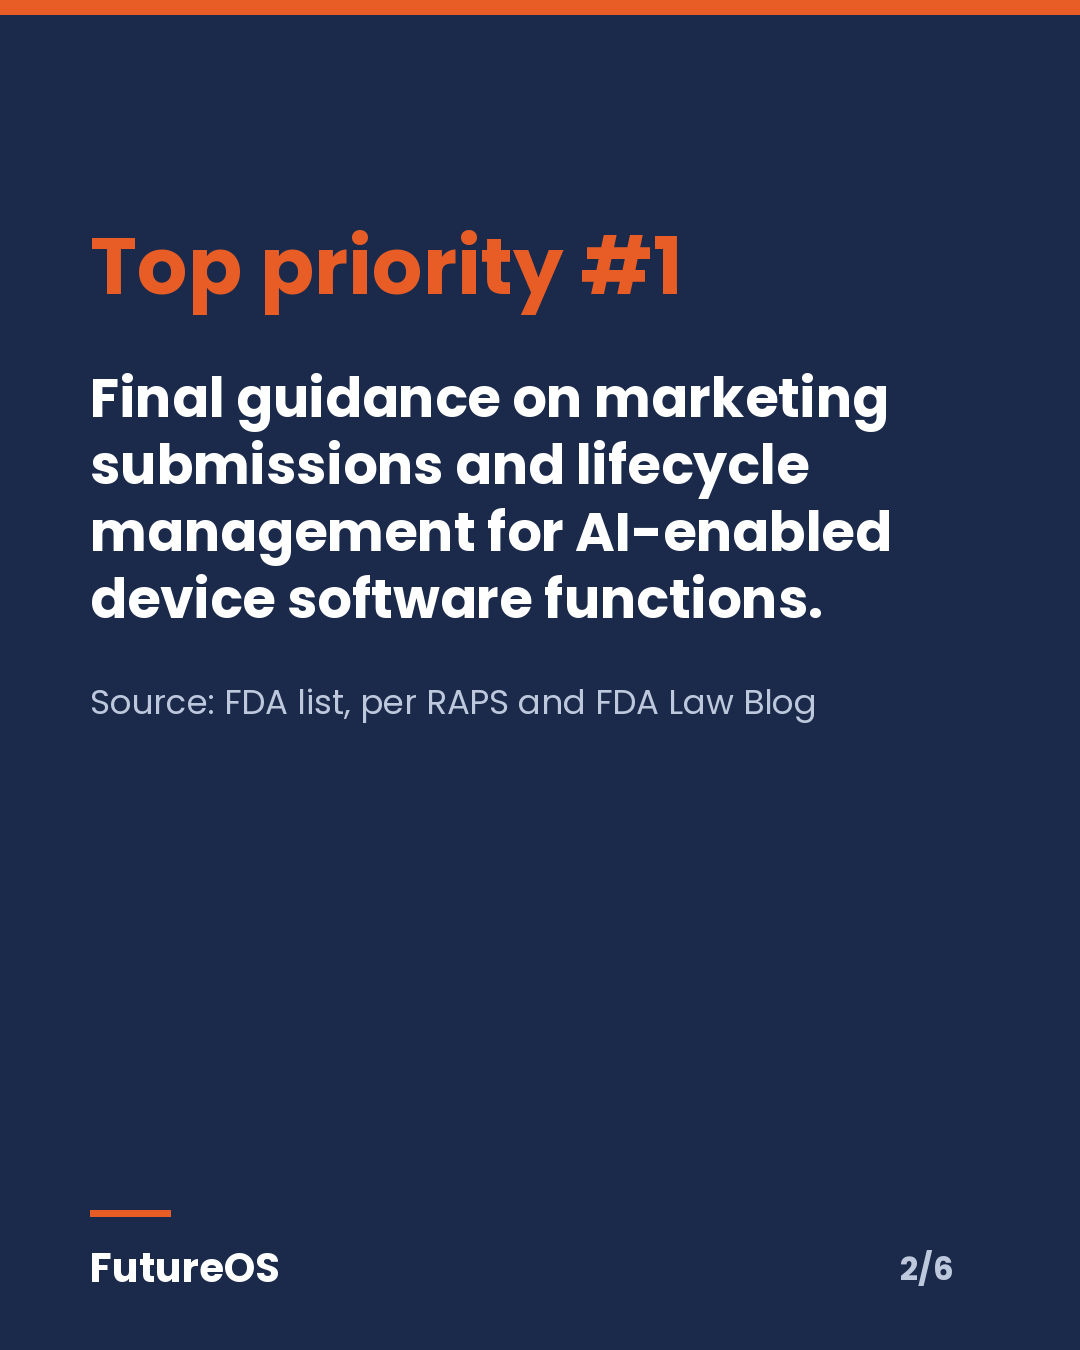 Top priority #1
Final guidance on marketing
submissions and lifecycle
management for AI-enabled
device software functions.
Source: FDA list, per RAPS and FDA Law Blog
FutureOS
2/6